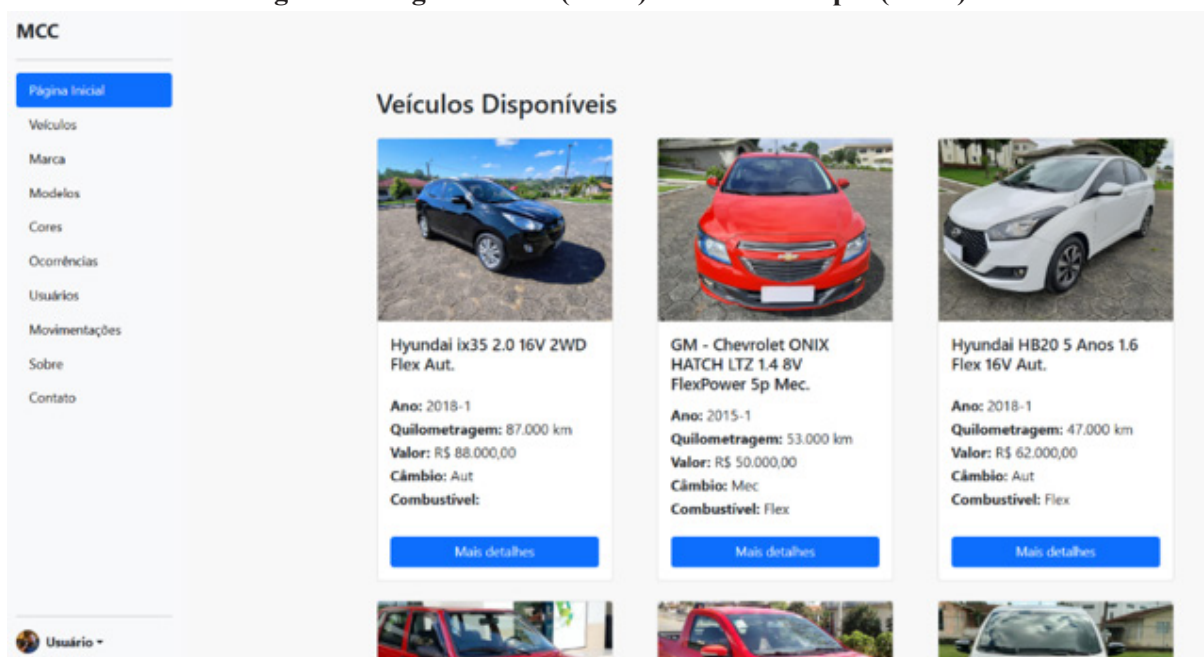 MCC
Página Inicial
Veículos
Marca
Modelos
Cores
Ocorrências
Usuários
Movimentações
Sobre
Contato
Usuário
Veículos Disponíveis
Hyundai ix35 2.0 16V 2WD
Flex Aut.
Ano: 2018-1
Quilometragem: 87.000 km
Valor: R$ 88.000,00
Câmbio: Aut
Combustível:
Mais detalhes
GM - Chevrolet ONIX
HATCH LTZ 1.4 8V
FlexPower 5p Mec.
Ano: 2015-1
Quilometragem: 53.000 km
Valor: R$ 50.000,00
Câmbio: Mec
Combustível: Flex
Mais detalhes
Hyundai HB20 5 Anos 1.6
Flex 16V Aut.
Ano: 2018-1
Quilometragem: 47.000 km
Valor: R$ 62.000,00
Câmbio: Aut
Combustível: Flex
Mais detalhes